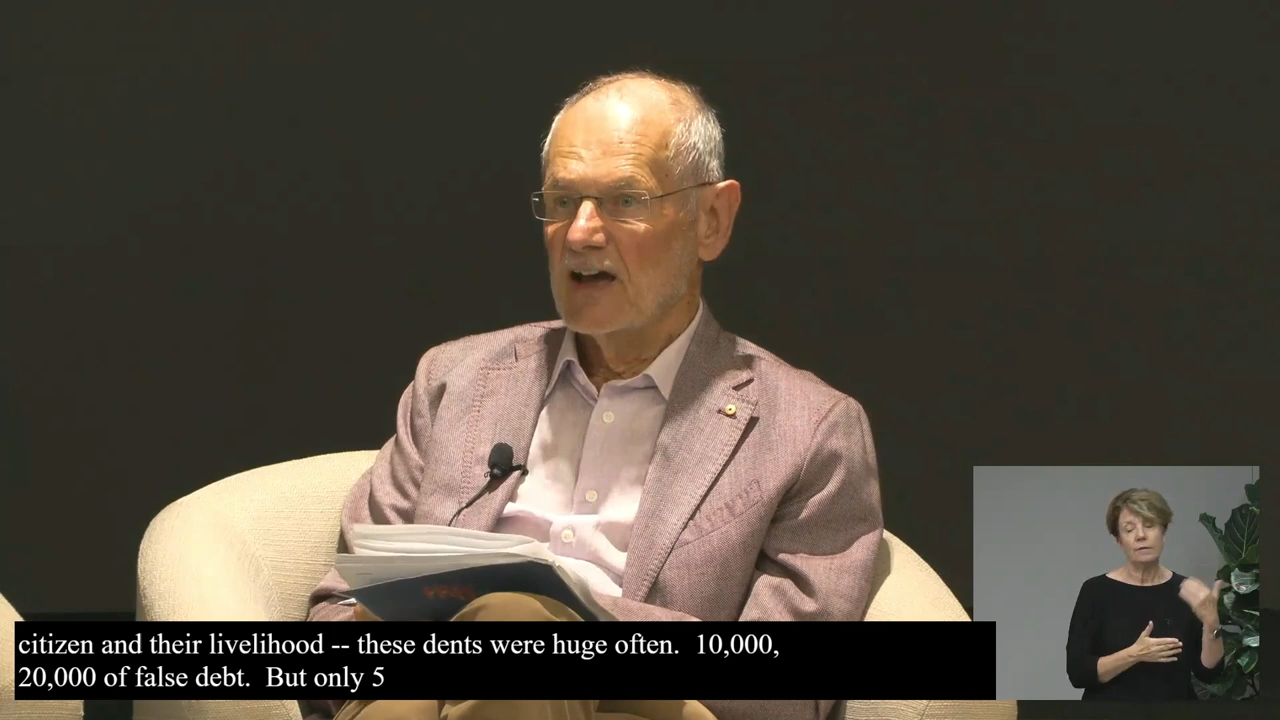 citizen and their livelihood -- these dents were huge often.  10,000,
20,000 of false debt.  But only 5